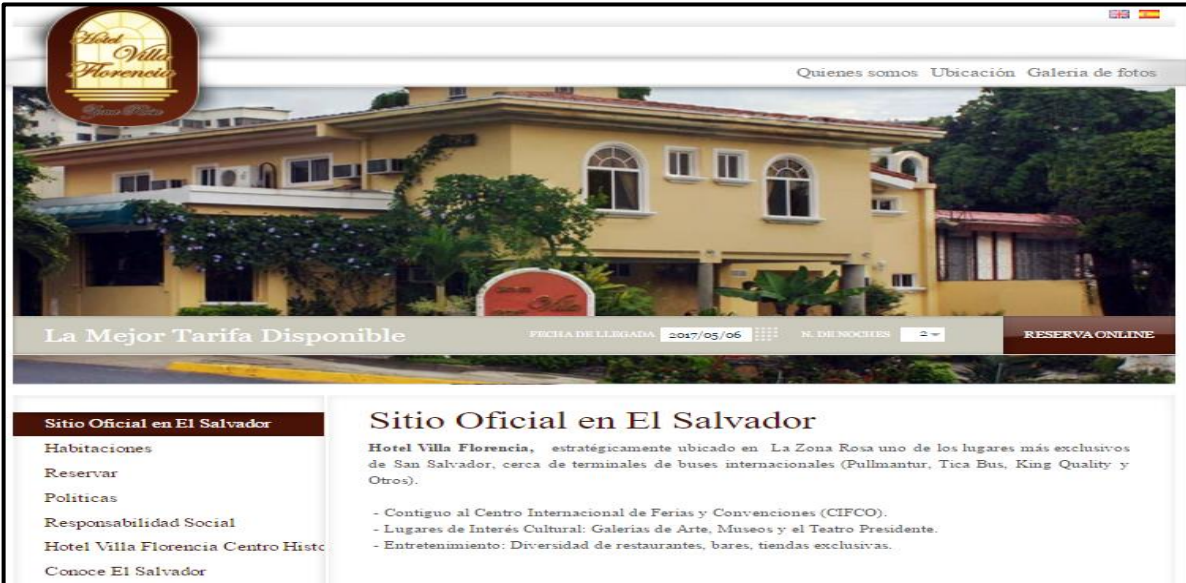 Hotel
Villa
Florencia
Zona Rosa
Quienes somos Ubicación Galeria de fotos
La Mejor Tarifa Disponible
FECHA DE LLEGADA 2017/05/06 N. DE NOCHES 2 RESERVA ONLINE
Sitio Oficial en El Salvador
Habitaciones
Reservar
Politicas
Responsabilidad Social
Hotel Villa Florencia Centro Histo
Conoce El Salvador
Sitio Oficial en El Salvador
Hotel Villa Florencia, estratégicamente ubicado en La Zona Rosa uno de los lugares más exclusivos
de San Salvador, cerca de terminales de buses internacionales (Pullmantur, Tica Bus, King Quality y
Otros).
- Contiguo al Centro Internacional de Ferias y Convenciones (CIFCO).
- Lugares de Interés Cultural: Galerias de Arte, Museos y el Teatro Presidente.
- Entretenimiento: Diversidad de restaurantes, bares, tiendas exclusivas.